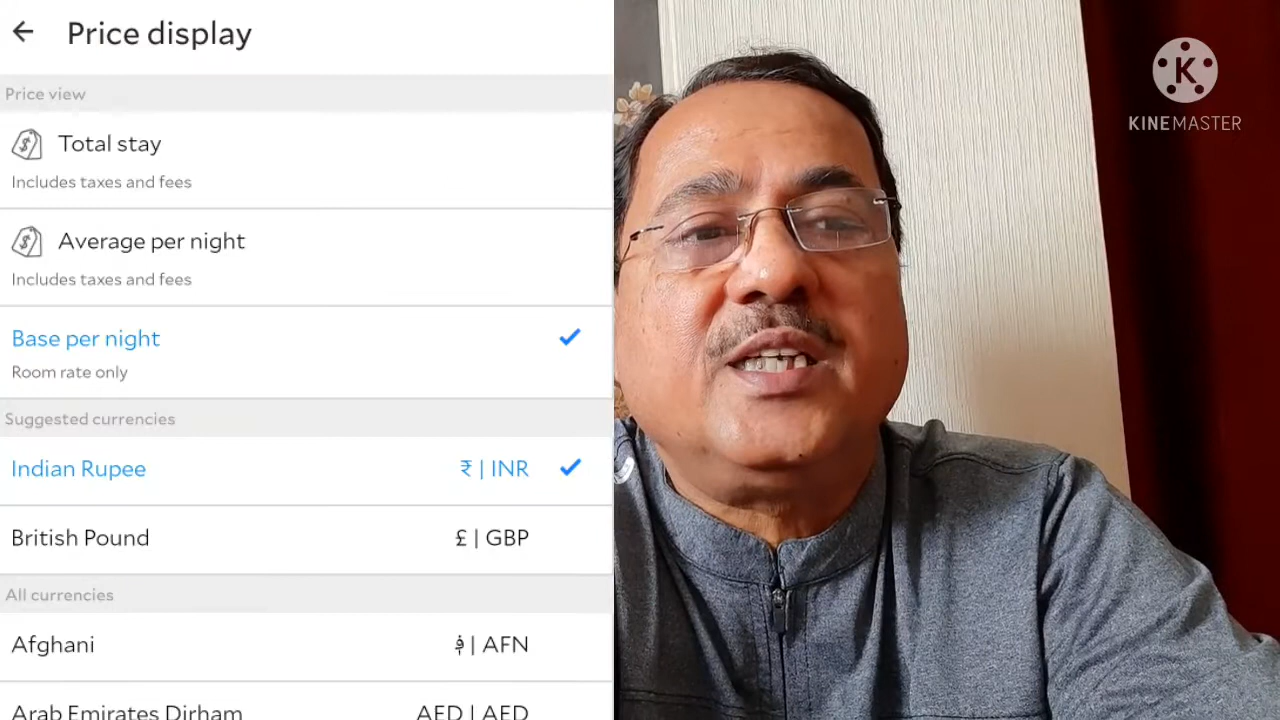 Price display
Price view
Total stay
Includes taxes and fees
Average per night
Includes taxes and fees
Base per night
Room rate only
Suggested currencies
Indian Rupee ₹ | INR
British Pound £ | GBP
All currencies
Afghani ؋ | AFN
Arab Emirates Dirham AED | AED
K
KINEMASTER